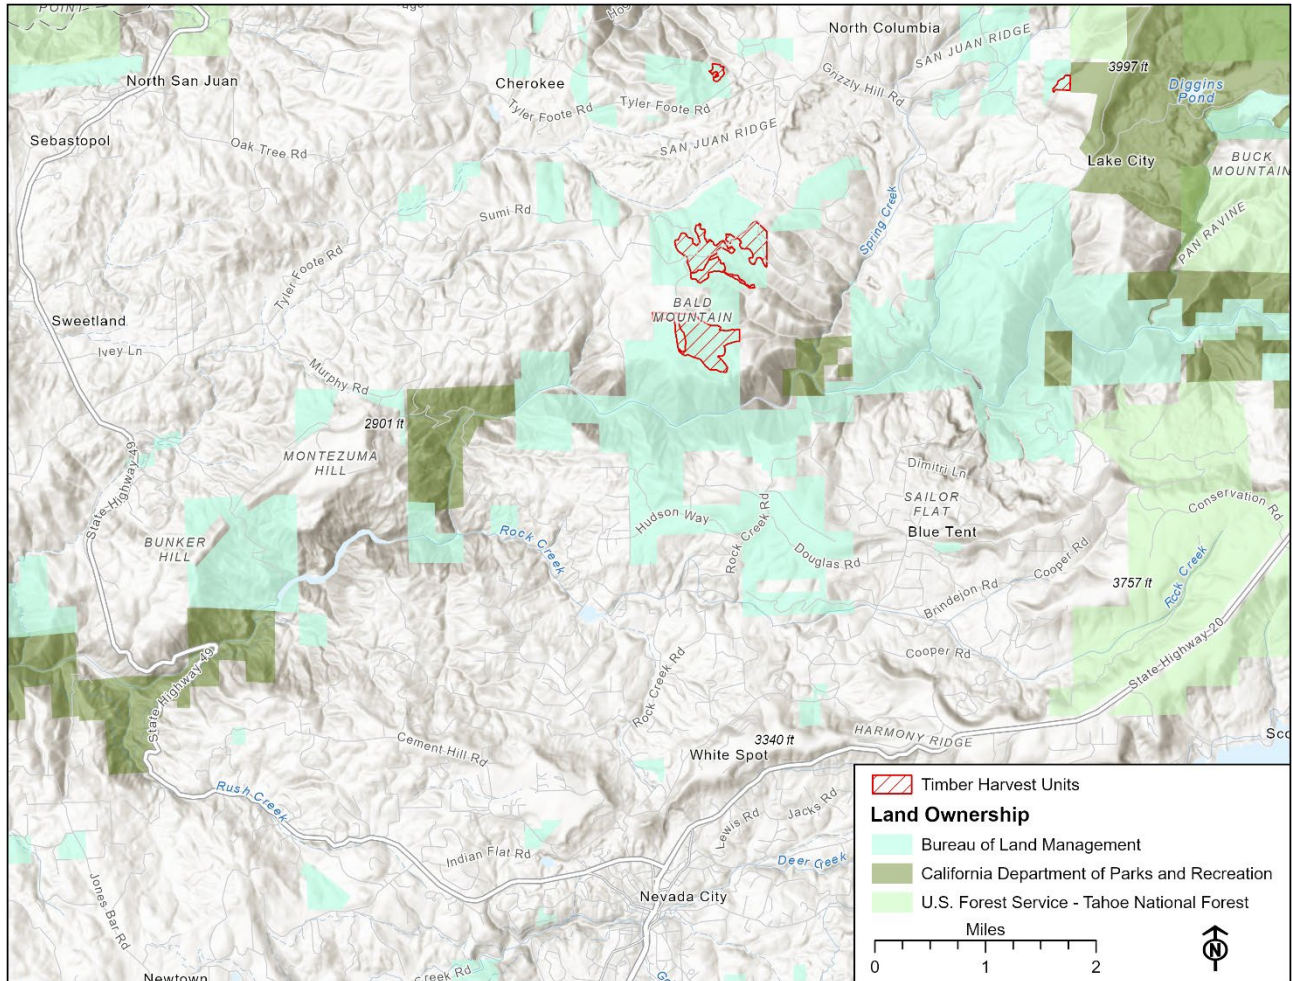 POINT
North Columbia
SAN JUAN RIDGE
3997 ft
North San Juan
Cherokee
Grizzly Hill Rd
Diggins
Pond
Tyler Foote Rd
Tyler Foote Rd
Sebastopol
Oak Tree Rd
SAN JUAN RIDGE
Lake City
BUCK
MOUNTAIN
Sumi Rd
Spring Creek
PAN RAVINE
Tyler Foote Rd
BALD
MOUNTAIN
Sweetland
Ivey Ln
Murphy Rd
2901 ft
MONTEZUMA
HILL
State Highway 49
Dimitri Ln
SAILOR
FLAT
Conservation Rd
Hudson Way
Rock Creek Rd
Blue Tent
BUNKER
HILL
Rock Creek
Douglas Rd
Cooper Rd
Rock Creek
3757 ft
Brindejon Rd
State Highway 49
Cooper Rd
State Highway 20
Rock Creek Rd
Cement Hill Rd
3340 ft
HARMONY RIDGE
White Spot
Sco
Rush Creek
Lewis Rd
Jacks Rd
Indian Flat Rd
Deer Creek
Nevada City
Jones Bar Rd
Newtown
Creek Rd
Timber Harvest Units
Land Ownership
Bureau of Land Management
California Department of Parks and Recreation
U.S. Forest Service - Tahoe National Forest
Miles
0 1 2
N